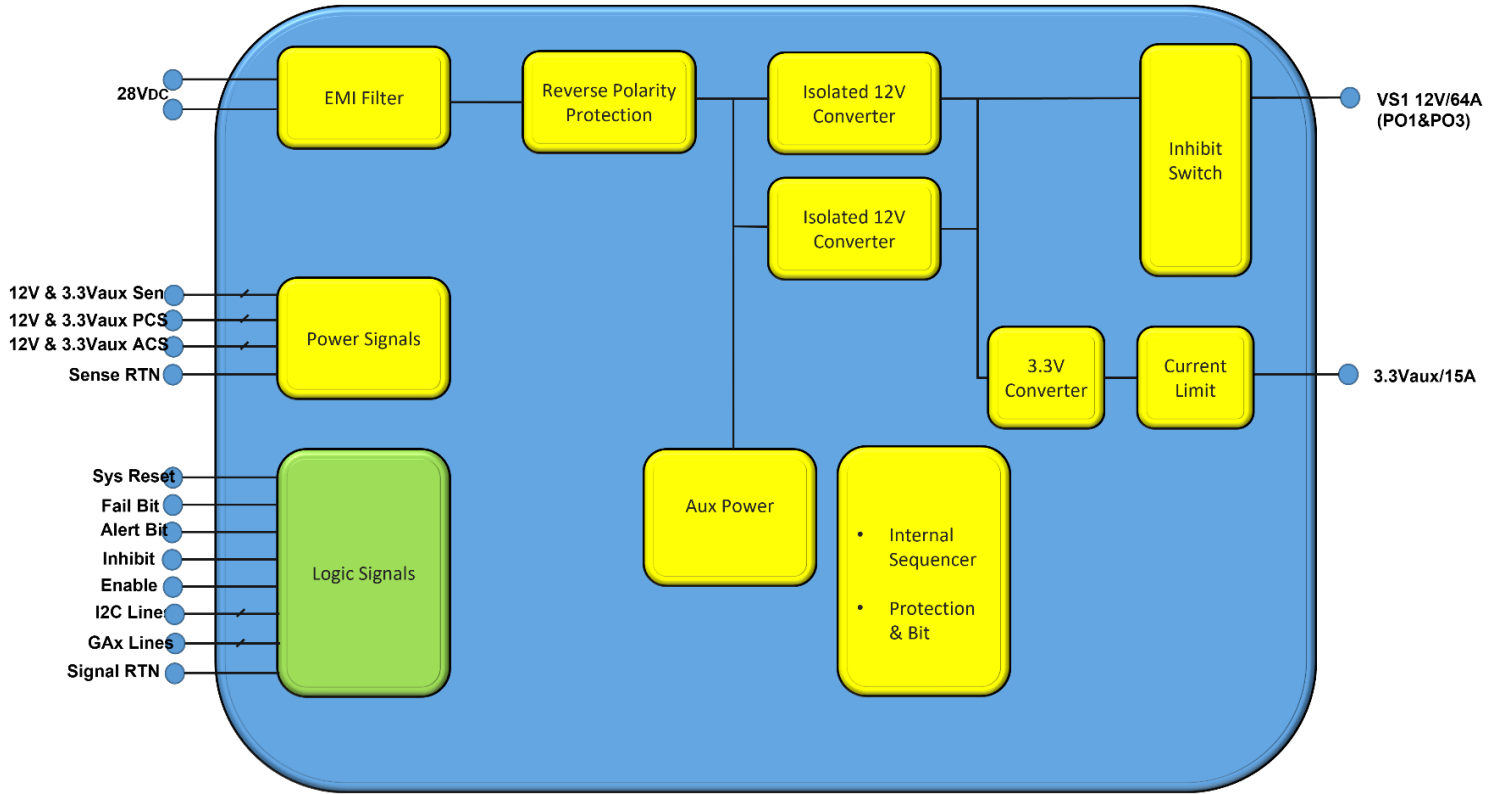 28VDC
EMI Filter
Reverse Polarity
Protection
Isolated 12V
Converter
Isolated 12V
Converter
Inhibit
Switch
VS1 12V/64A
(PO1&PO3)
12V & 3.3Vaux Sen
12V & 3.3Vaux PCS
12V & 3.3Vaux ACS
Sense RTN
Power Signals
3.3V
Converter
Current
Limit
3.3Vaux/15A
Sys Reset
Fail Bit
Alert Bit
Inhibit
Enable
I2C Lines
GAx Lines
Signal RTN
Logic Signals
Aux Power
• Internal
Sequencer
• Protection
& Bit